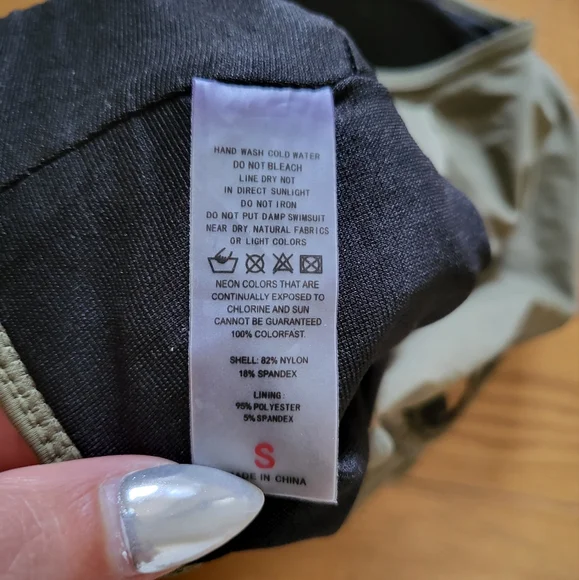 HAND WASH COLD WATER
DO NOT BLEACH
LINE DRY NOT
IN DIRECT SUNLIGHT
DO NOT IRON
DO NOT PUT DAMP SWIMSUIT
NEAR DRY NATURAL FABRICS
OR LIGHT COLORS
NEON COLORS THAT ARE
CONTINUALLY EXPOSED TO
CHLORINE AND SUN
CANNOT BE GUARANTEED
100% COLORFAST.
SHELL: 82% NYLON
18% SPANDEX
LINING:
95% POLYESTER
5% SPANDEX
S
MADE IN CHINA